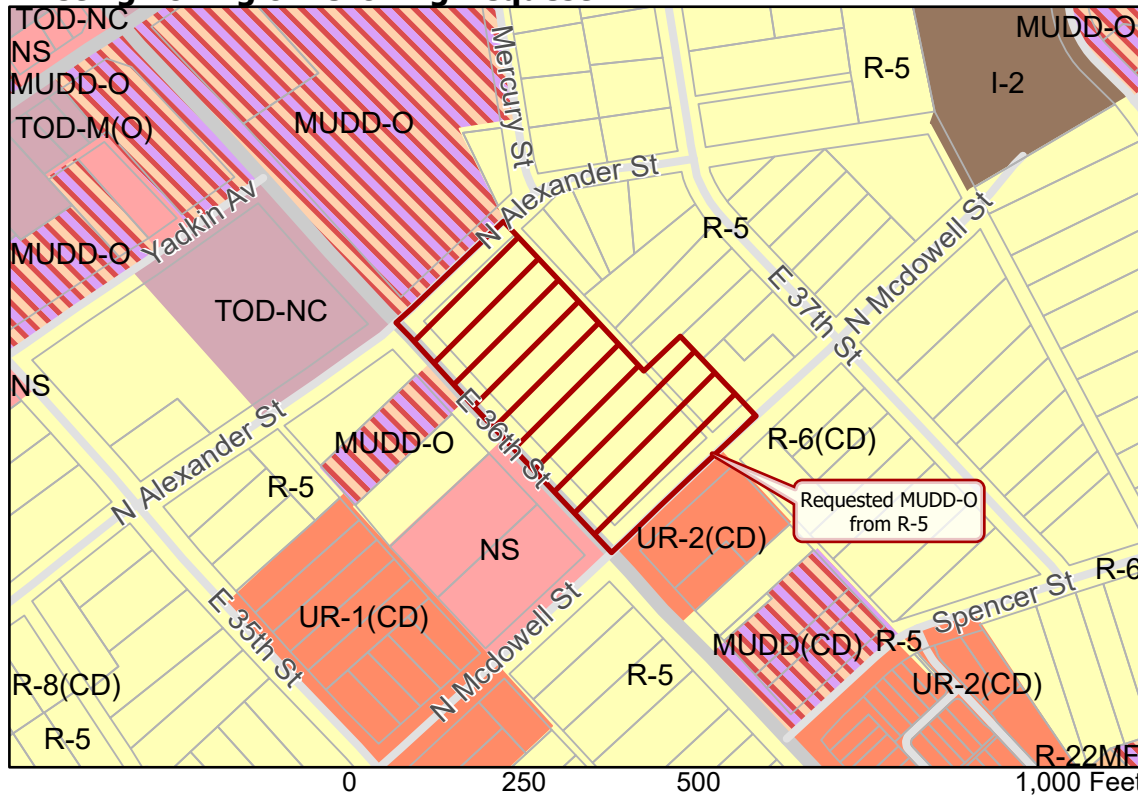 TOD-NC
NS
MUDD-O
TOD-M(O)
MUDD-O
Yadkin Av
MUDD-O
Mercury St
R-5
I-2
MUDD-O
N Alexander St
R-5
N Mcdowell St
E 37th St
TOD-NC
NS
N Alexander St
MUDD-O
E 36th St
R-5
R-6(CD)
Requested MUDD-O
from R-5
UR-2(CD)
NS
UR-1(CD)
E 35th St
N Mcdowell St
R-5
MUDD(CD)
R-5
Spencer St
R-6
UR-2(CD)
R-8(CD)
R-5
R-22MF
0 250 500 1,000 Feet